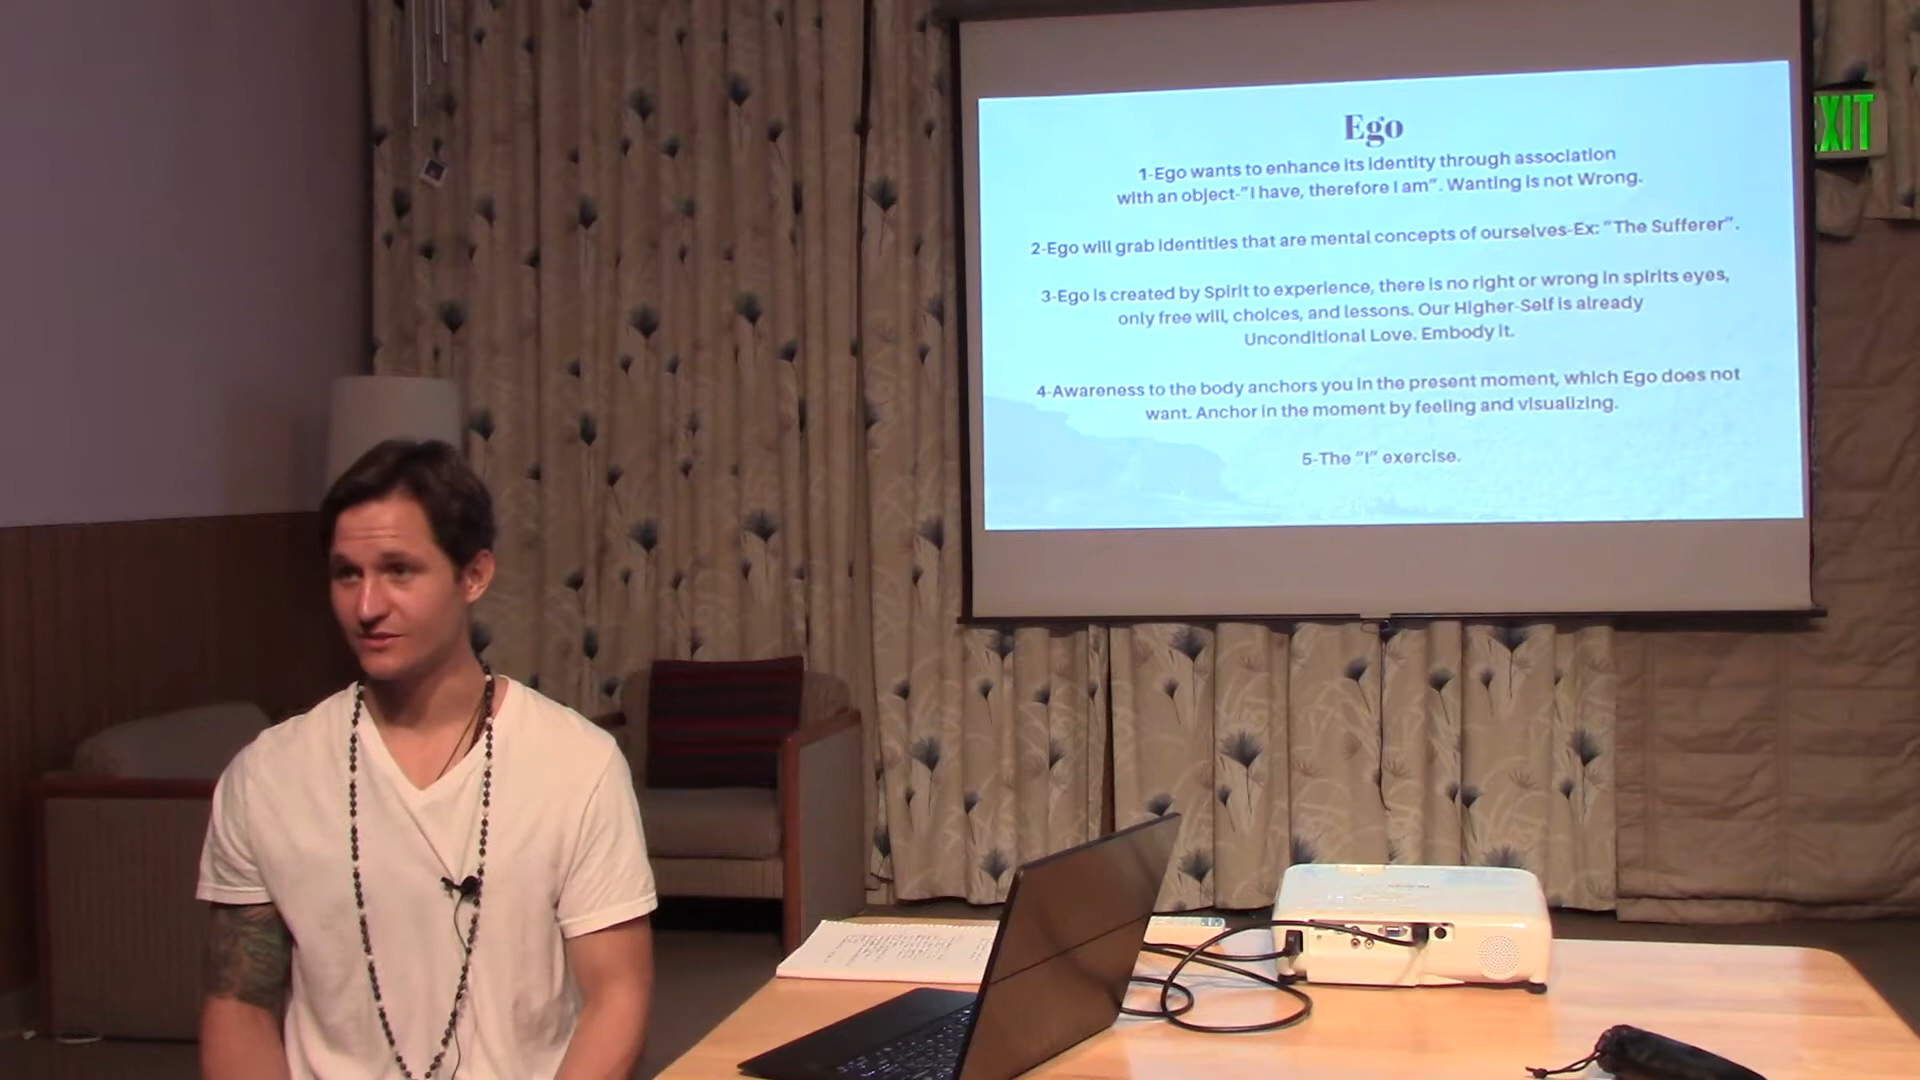 Ego
1-Ego wants to enhance its identity through association
with an object-"I have, therefore I am". Wanting is not Wrong.
2-Ego will grab identities that are mental concepts of ourselves-Ex: "The Sufferer".
3-Ego is created by Spirit to experience, there is no right or wrong in spirits eyes,
only free will, choices, and lessons. Our Higher-Self is already
Unconditional Love. Embody it.
4-Awareness to the body anchors you in the present moment, which Ego does not
want. Anchor in the moment by feeling and visualizing.
5-The "I" exercise.
EXIT